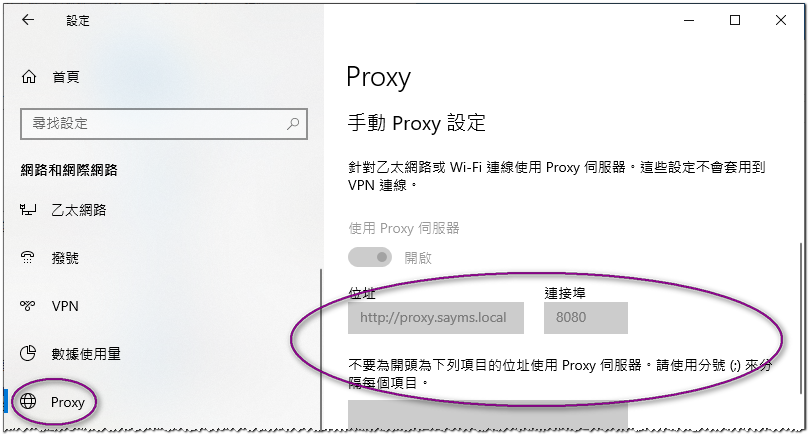 設定
首頁
尋找設定
網路和網際網路
乙太網路
撥號
VPN
數據使用量
Proxy
Proxy
手動 Proxy 設定
針對乙太網路或 Wi-Fi 連線使用 Proxy 伺服器。這些設定不會套用到
VPN 連線。
使用 Proxy 伺服器
開啟
位址 連接埠
http://proxy.sayms.local 8080
不要為開頭為下列項目的位址使用 Proxy 伺服器。請使用分號 (;) 來分
隔每個項目。